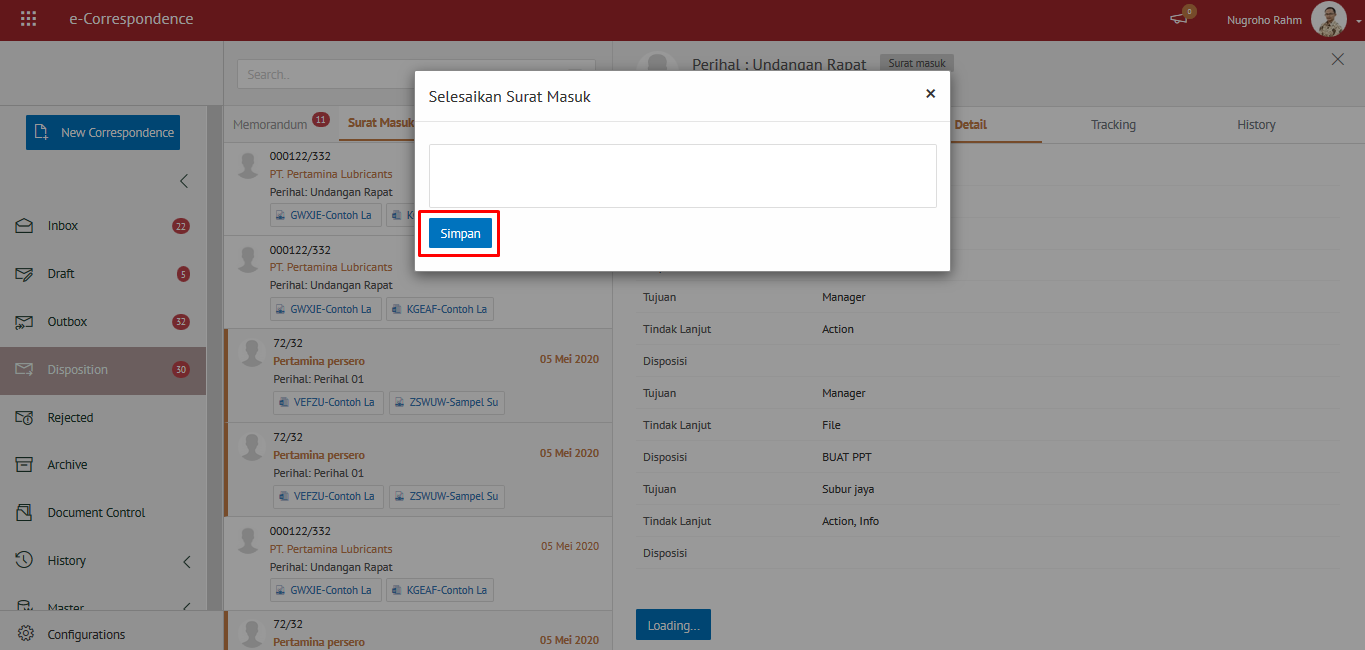 e-Correspondence
0
Nugroho Rahm
Search..
Perihal : Undangan Rapat
Surat masuk
Selesaikan Surat Masuk
Simpan
New Correspondence
Inbox 22
Draft 5
Outbox 32
Disposition 30
Rejected
Archive
Document Control
History
Master
Configurations
Memorandum 11
Surat Masuk
000122/332
PT. Pertamina Lubricants
Perihal: Undangan Rapat
GWXJE-Contoh La
000122/332
PT. Pertamina Lubricants
Perihal: Undangan Rapat
GWXJE-Contoh La KGEAF-Contoh La
72/32
Pertamina persero 05 Mei 2020
Perihal: Perihal 01
VEFZU-Contoh La ZSWUW-Sampel Su
72/32
Pertamina persero 05 Mei 2020
Perihal: Perihal 01
VEFZU-Contoh La ZSWUW-Sampel Su
000122/332
PT. Pertamina Lubricants 05 Mei 2020
Perihal: Undangan Rapat
GWXJE-Contoh La KGEAF-Contoh La
72/32
Pertamina persero 05 Mei 2020
Detail Tracking History
Tujuan Manager
Tindak Lanjut Action
Disposisi
Tujuan Manager
Tindak Lanjut File
Disposisi BUAT PPT
Tujuan Subur jaya
Tindak Lanjut Action, Info
Disposisi
Loading...